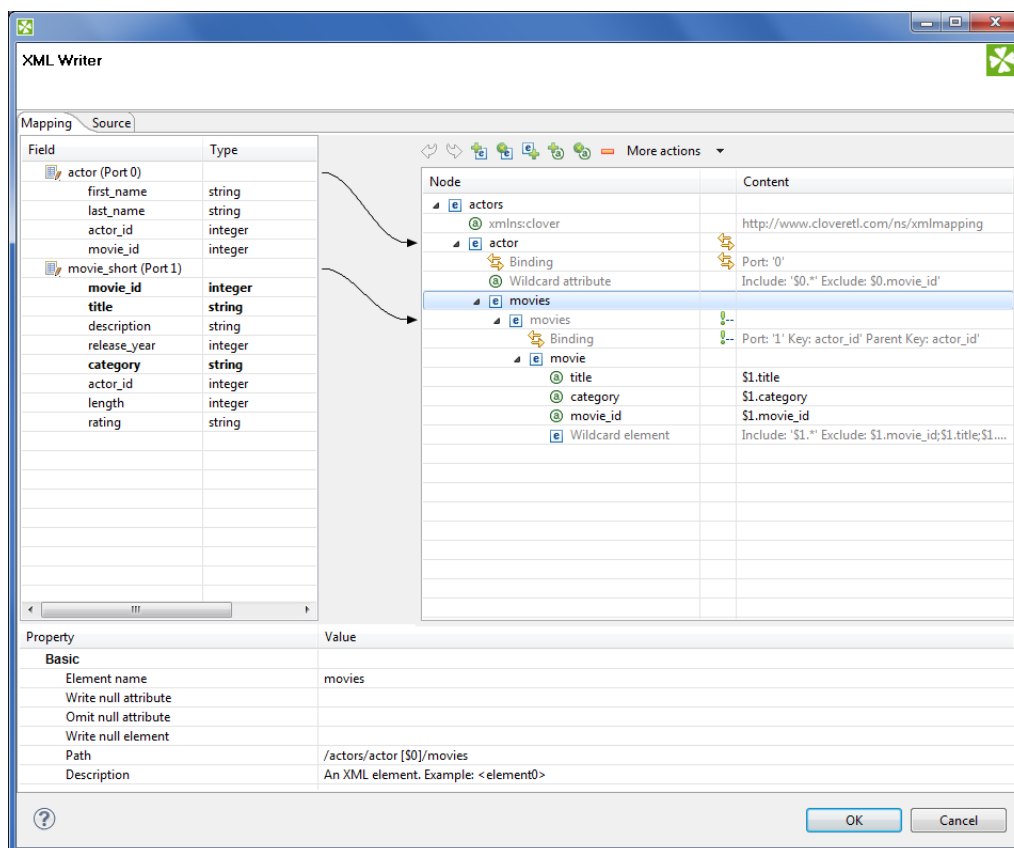 XML Writer
Mapping Source
Field Type
actor (Port 0)
first_name string
last_name string
actor_id integer
movie_id integer
movie_short (Port 1)
movie_id integer
title string
description string
release_year integer
category string
actor_id integer
length integer
rating string
More actions
Node Content
actors
xmlns:clover http://www.cloveretl.com/ns/xmlmapping
actor
Binding Port: '0'
Wildcard attribute Include: '$0.*' Exclude: $0.movie_id'
movies
movies
Binding Port: '1' Key: actor_id' Parent Key: actor_id'
movie
title $1.title
category $1.category
movie_id $1.movie_id
Wildcard element Include: '$1.*' Exclude: $1.movie_id;$1.title;$1....
Property Value
Basic
Element name movies
Write null attribute
Omit null attribute
Write null element
Path /actors/actor [$0]/movies
Description An XML element. Example: <element0>
OK Cancel